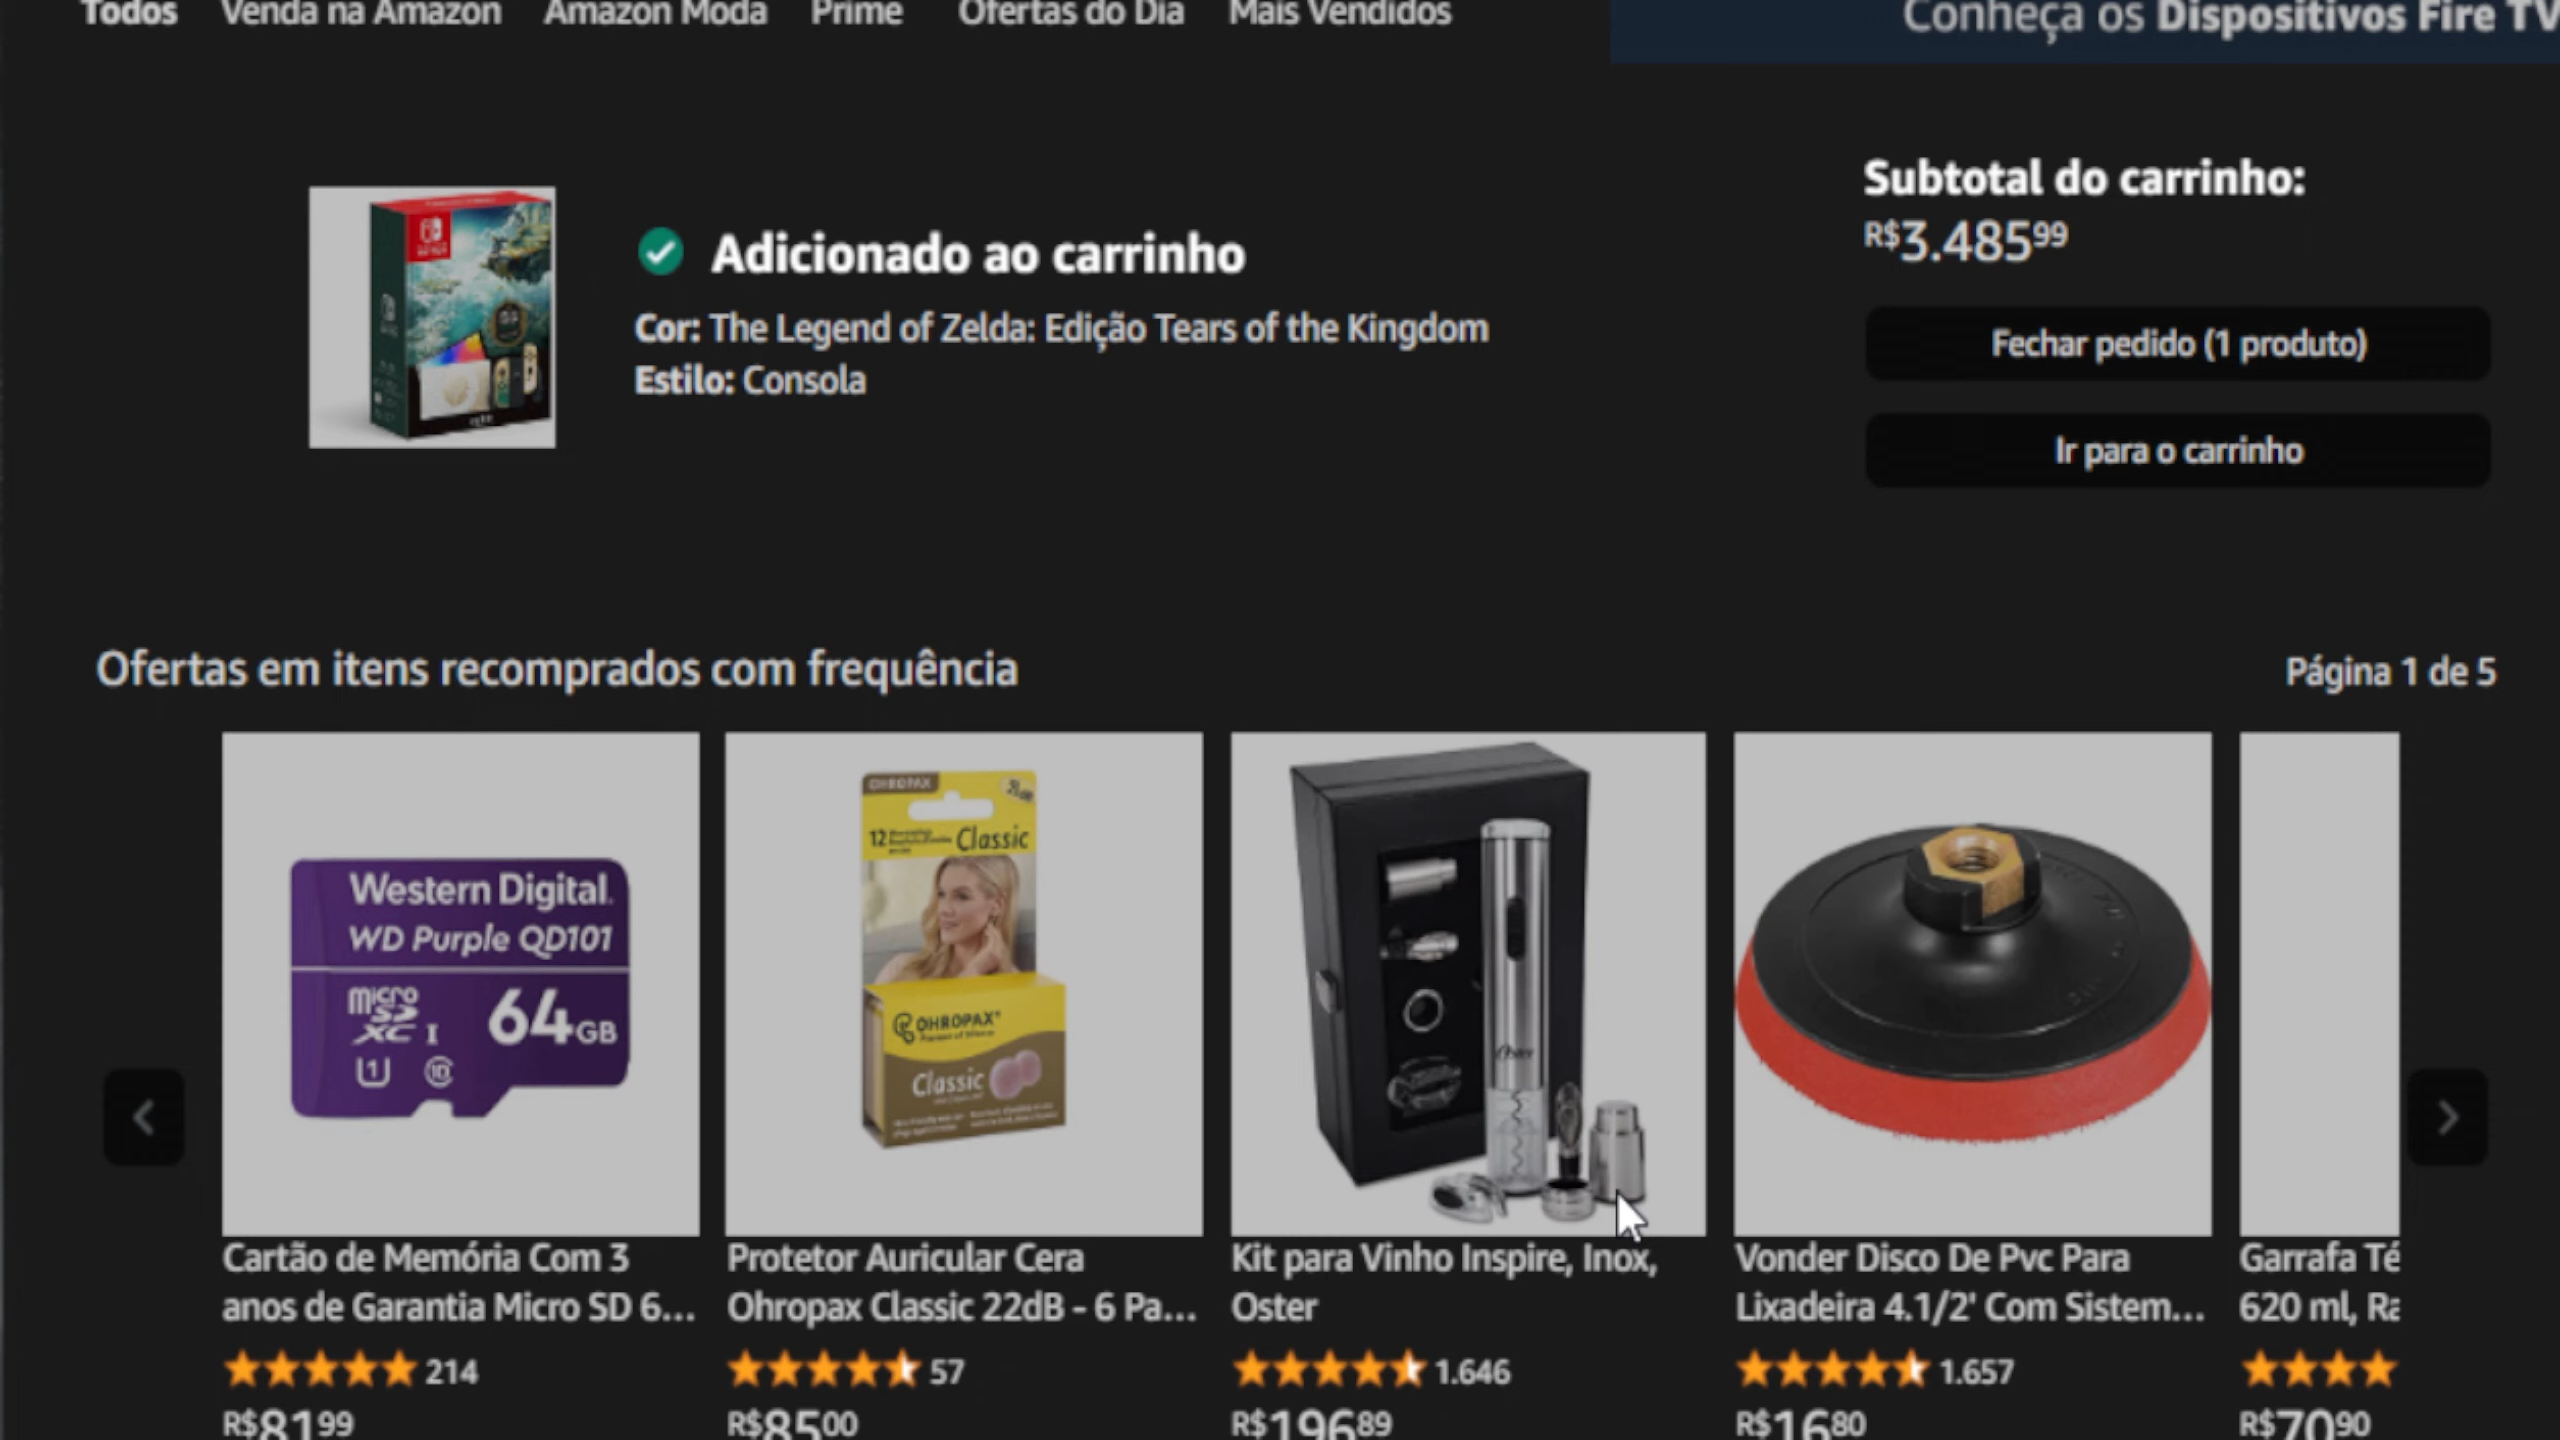 Todos Venda na Amazon Amazon Moda Prime Ofertas do Dia Mais Vendidos
Conheça os Dispositivos Fire TV
Subtotal do carrinho:
R$3.48599
Adicionado ao carrinho
Cor: The Legend of Zelda: Edição Tears of the Kingdom
Estilo: Consola
Fechar pedido (1 produto)
Ir para o carrinho
Ofertas em itens recomprados com frequência
Página 1 de 5
Western Digital.
WD Purple QD101
micro SD XC I 64GB
1 10
OHROPAX
12 Classic
OHROPAX
Classic
Oster
Cartão de Memória Com 3
anos de Garantia Micro SD 6...
214
R$8199
Protetor Auricular Cera
Ohropax Classic 22dB - 6 Pa...
57
R$8500
Kit para Vinho Inspire, Inox,
Oster
1.646
R$19689
Vonder Disco De Pvc Para
Lixadeira 4.1/2' Com Sistem...
1.657
R$1680
Garrafa Té
620 ml, Ra
R$7090